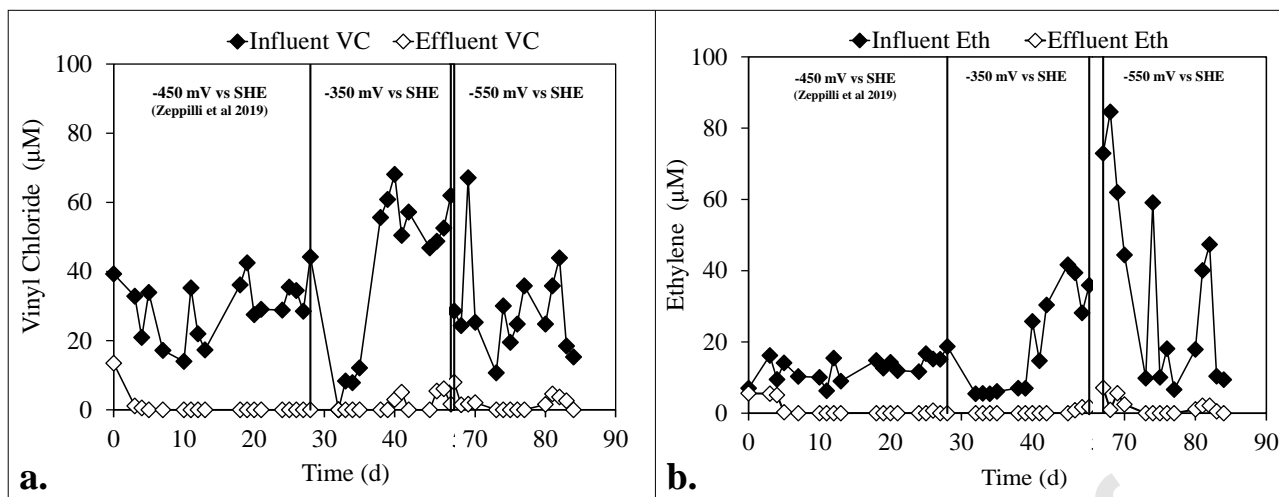 Influent VC Effluent VC
100
80
60
40
20
0
Vinyl Chloride (µM)
-450 mV vs SHE
(Zeppilli et al 2019)
-350 mV vs SHE
-550 mV vs SHE
0 10 20 30 40 70 80 90
Time (d)
a.
Influent Eth Effluent Eth
100
80
60
40
20
0
Ethylene (µM)
-450 mV vs SHE
(Zeppilli et al 2019)
-350 mV vs SHE
-550 mV vs SHE
0 10 20 30 40 70 80 90
Time (d)
b.